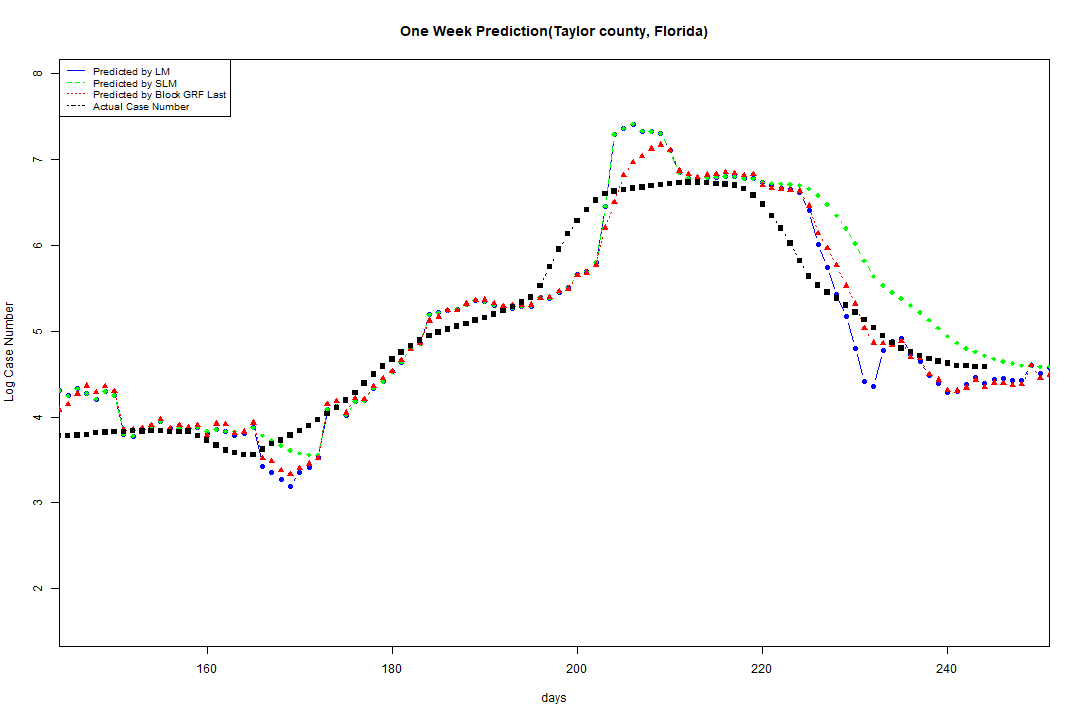 One Week Prediction(Taylor county, Florida)
Predicted by LM
Predicted by SLM
Predicted by Block GRF Last
Actual Case Number
8
7
6
5
4
3
2
Log Case Number
160 180 200 220 240
days